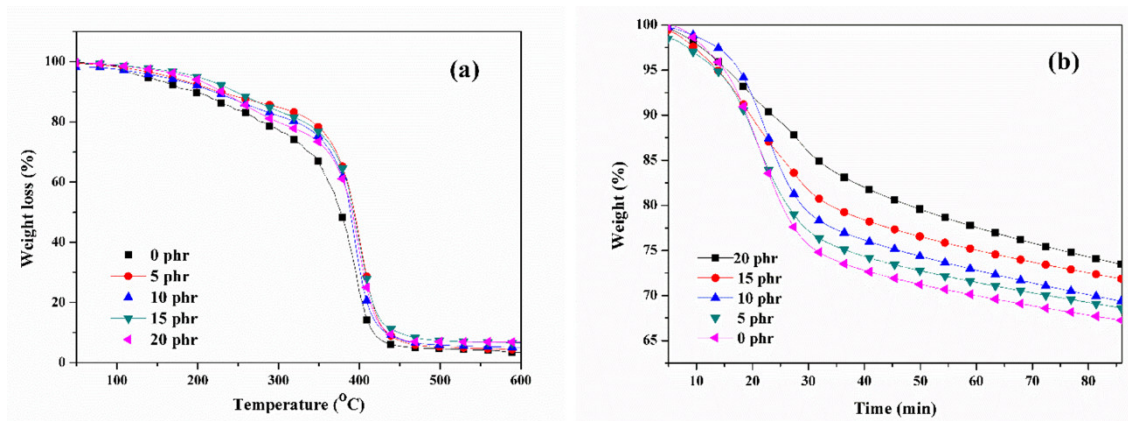 (a)
Weight loss (%)
100
80
60
40
20
0
0 phr
5 phr
10 phr
15 phr
20 phr
100 200 300 400 500 600
Temperature (°C)
(b)
Weight (%)
100
95
90
85
80
75
70
65
20 phr
15 phr
10 phr
5 phr
0 phr
10 20 30 40 50 60 70 80
Time (min)